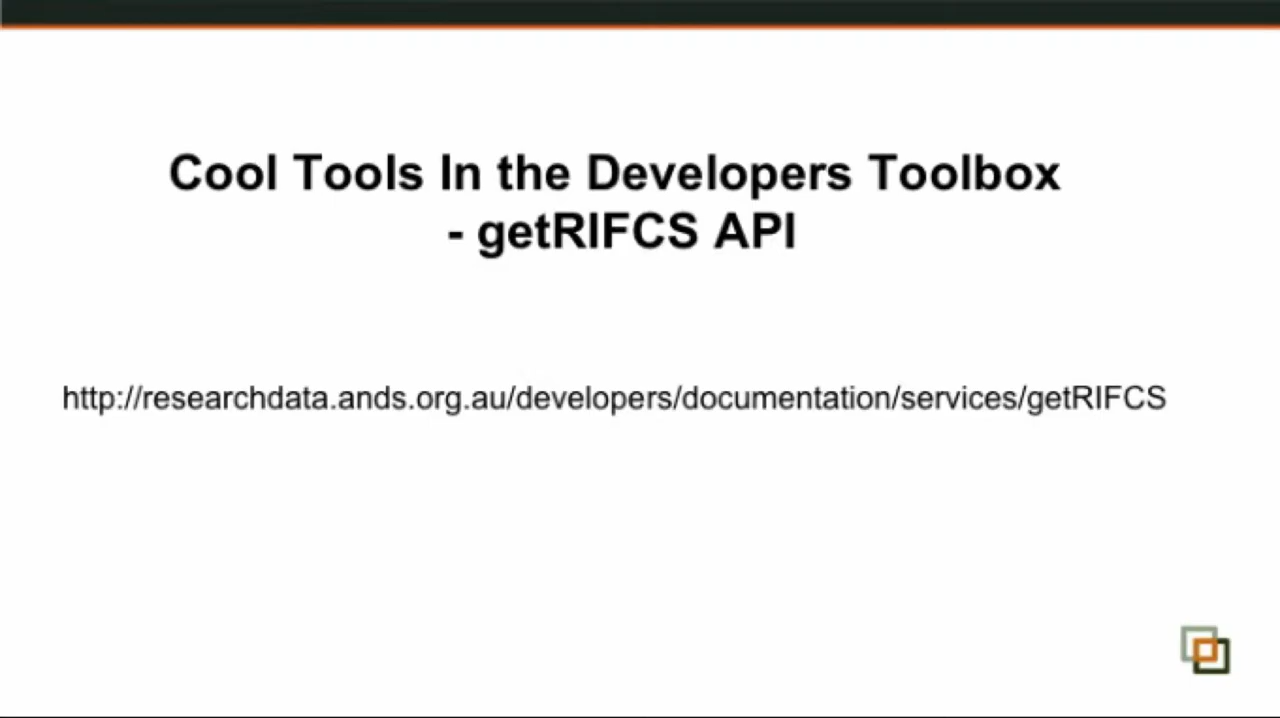 Cool Tools In the Developers Toolbox
- getRIFCS API
http://researchdata.ands.org.au/developers/documentation/services/getRIFCS